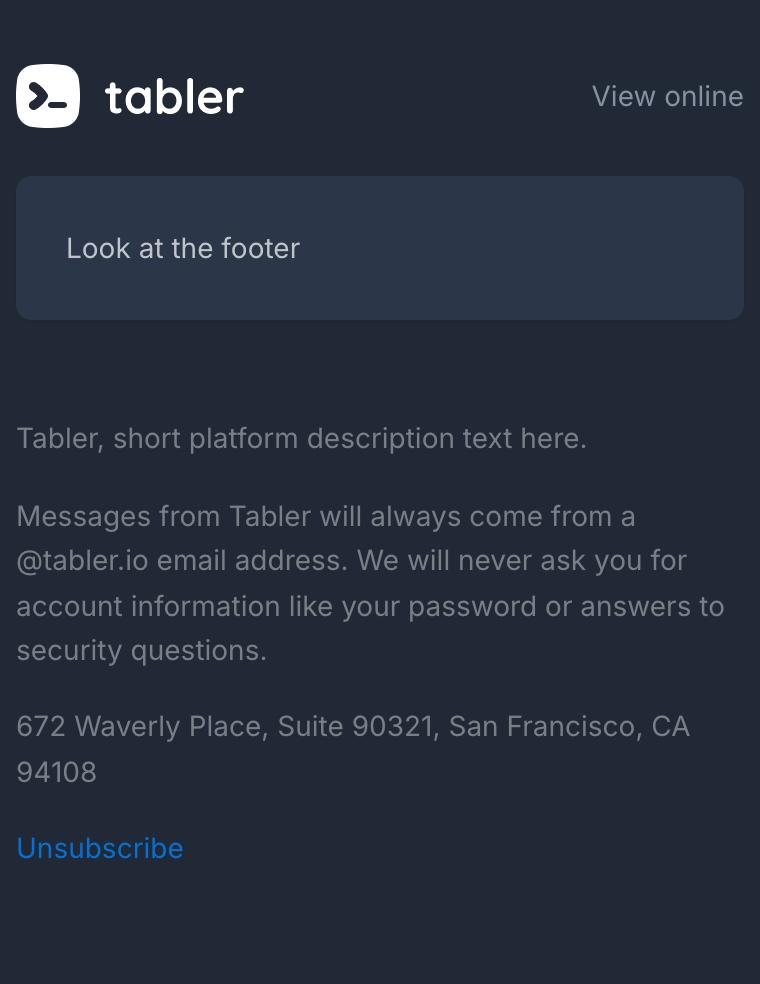 tabler
View online
Look at the footer
Tabler, short platform description text here.
Messages from Tabler will always come from a
@tabler.io email address. We will never ask you for
account information like your password or answers to
security questions.
672 Waverly Place, Suite 90321, San Francisco, CA
94108
Unsubscribe